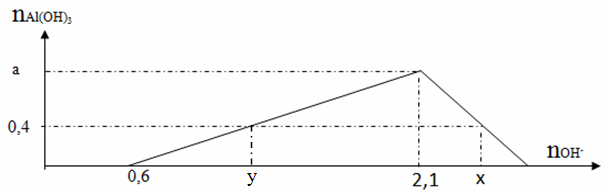 nAl(OH)₃
a
0,4
nOH⁻
0,6 y 2,1 x